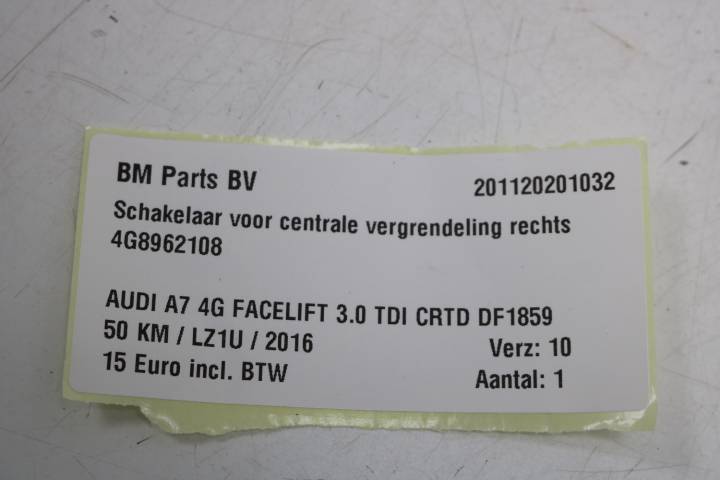 BM Parts BV 201120201032
Schakelaar voor centrale vergrendeling rechts
4G8962108
AUDI A7 4G FACELIFT 3.0 TDI CRTD DF1859
50 KM / LZ1U / 2016 Verz: 10
15 Euro incl. BTW Aantal: 1